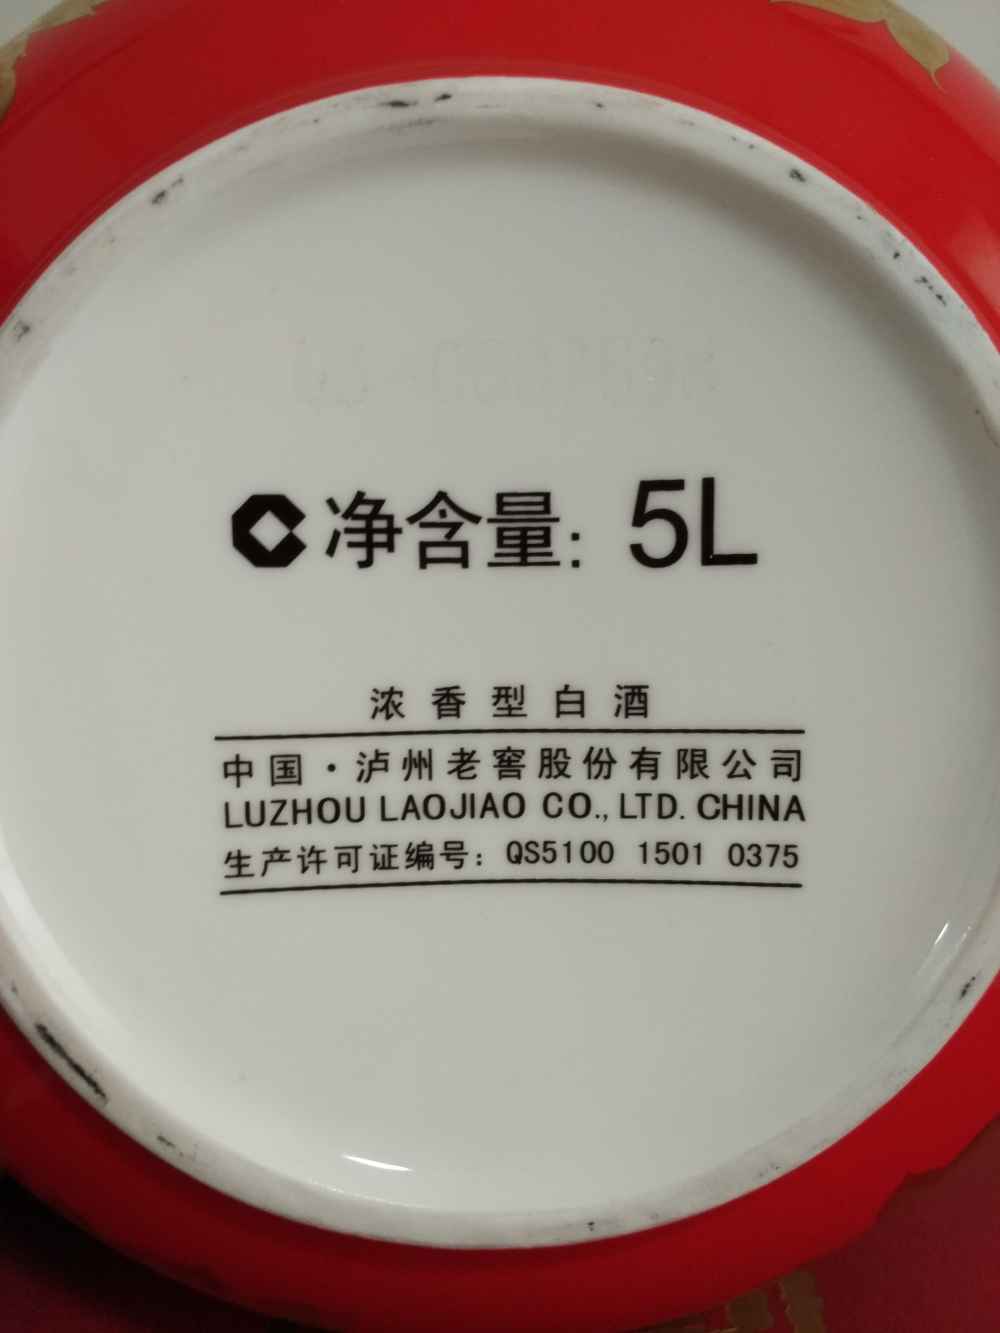 净含量：5L
浓香型白酒
中国·泸州老窖股份有限公司
LUZHOU LAOJIAO CO., LTD. CHINA
生产许可证编号：QS5100 1501 0375